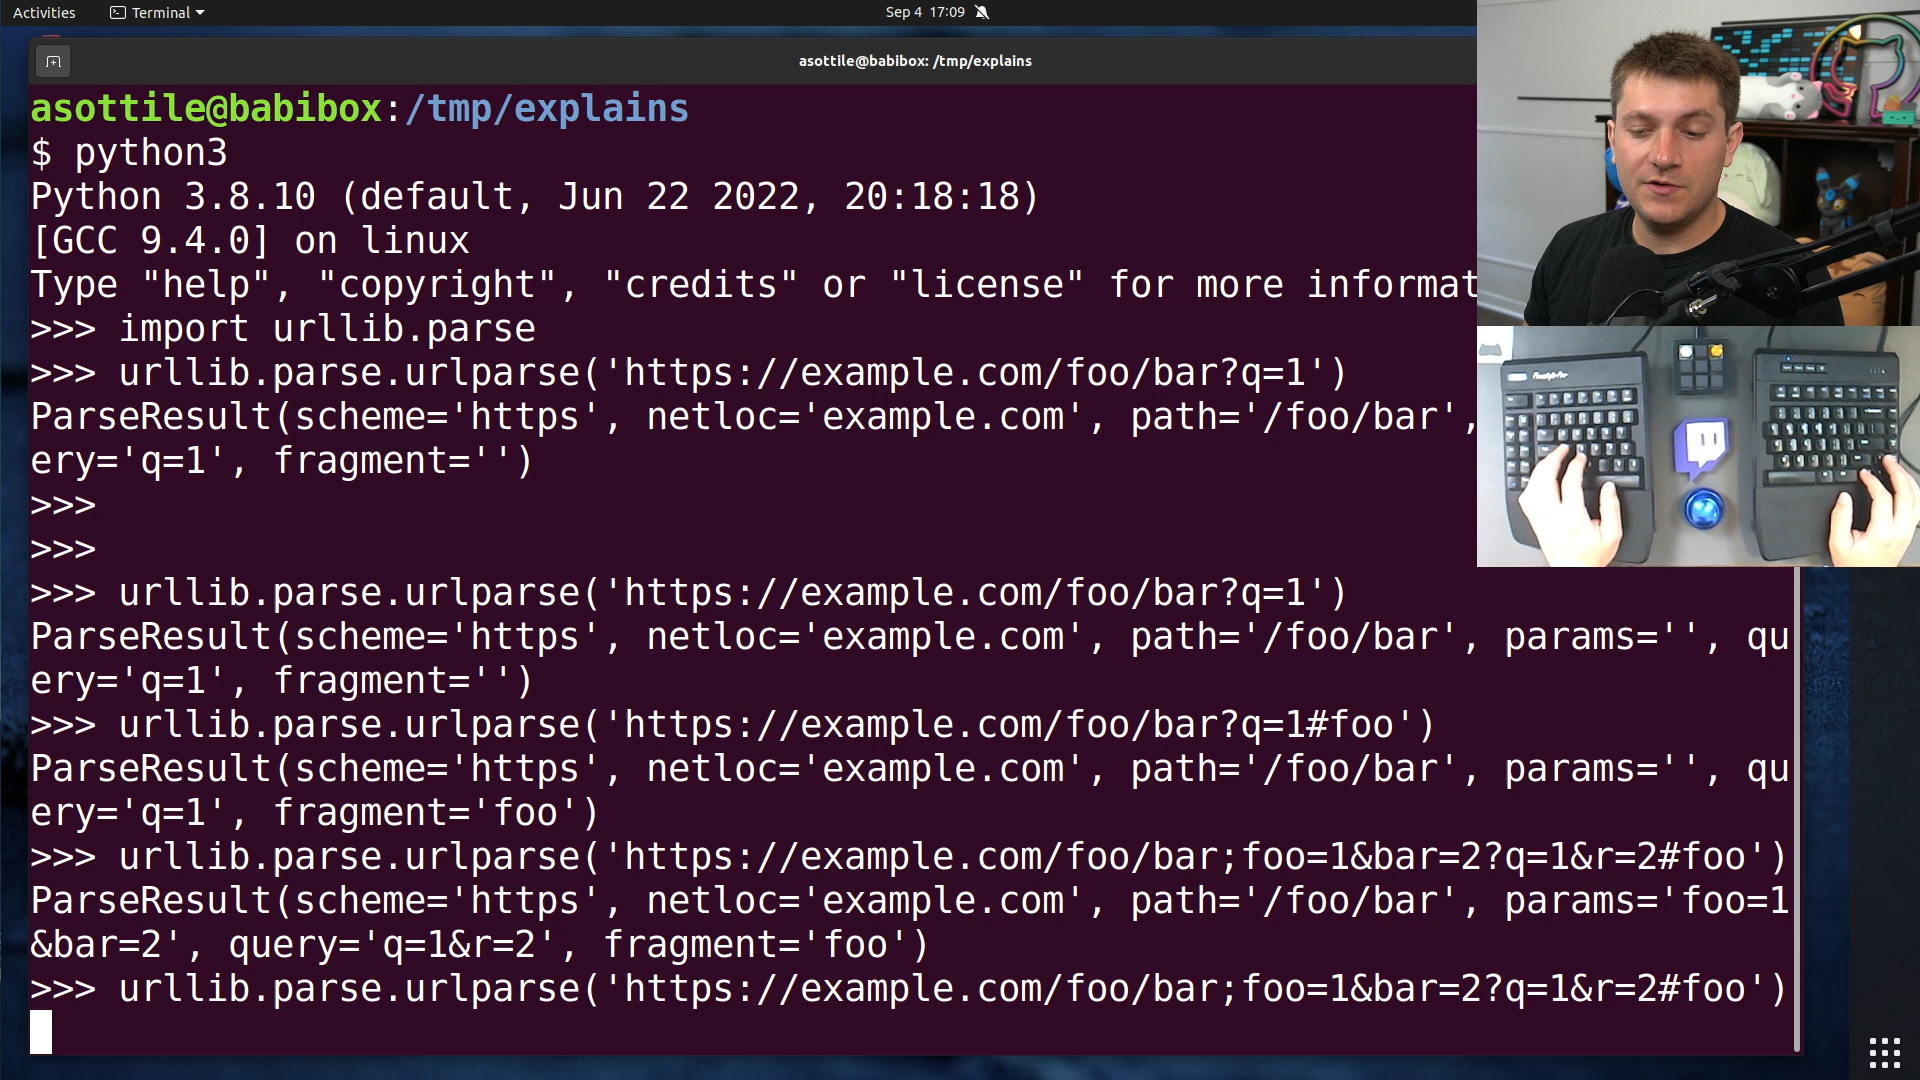 Activities
Terminal
Sep 4 17:09
asottile@babibox: /tmp/explains
asottile@babibox:/tmp/explains
$ python3
Python 3.8.10 (default, Jun 22 2022, 20:18:18)
[GCC 9.4.0] on linux
Type "help", "copyright", "credits" or "license" for more informat
>>> import urllib.parse
>>> urllib.parse.urlparse('https://example.com/foo/bar?q=1')
ParseResult(scheme='https', netloc='example.com', path='/foo/bar',
ery='q=1', fragment='')
>>>
>>>
>>> urllib.parse.urlparse('https://example.com/foo/bar?q=1')
ParseResult(scheme='https', netloc='example.com', path='/foo/bar', params='', qu
ery='q=1', fragment='')
>>> urllib.parse.urlparse('https://example.com/foo/bar?q=1#foo')
ParseResult(scheme='https', netloc='example.com', path='/foo/bar', params='', qu
ery='q=1', fragment='foo')
>>> urllib.parse.urlparse('https://example.com/foo/bar;foo=1&bar=2?q=1&r=2#foo')
ParseResult(scheme='https', netloc='example.com', path='/foo/bar', params='foo=1
&bar=2', query='q=1&r=2', fragment='foo')
>>> urllib.parse.urlparse('https://example.com/foo/bar;foo=1&bar=2?q=1&r=2#foo')